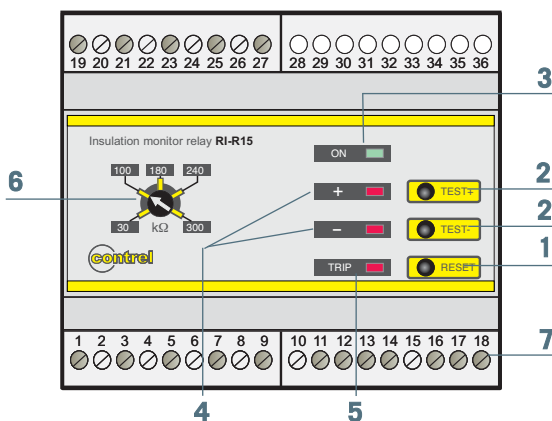 19 20 21 22 23 24 25 26 27 28 29 30 31 32 33 34 35 36
3
Insulation monitor relay RI-R15
ON
100 180 240
6
+ TEST+ 2
- TEST- 2
30 kΩ 300
contrel
TRIP RESET 1
1 2 3 4 5 6 7 8 9 10 11 12 13 14 15 16 17 18
7
4 5